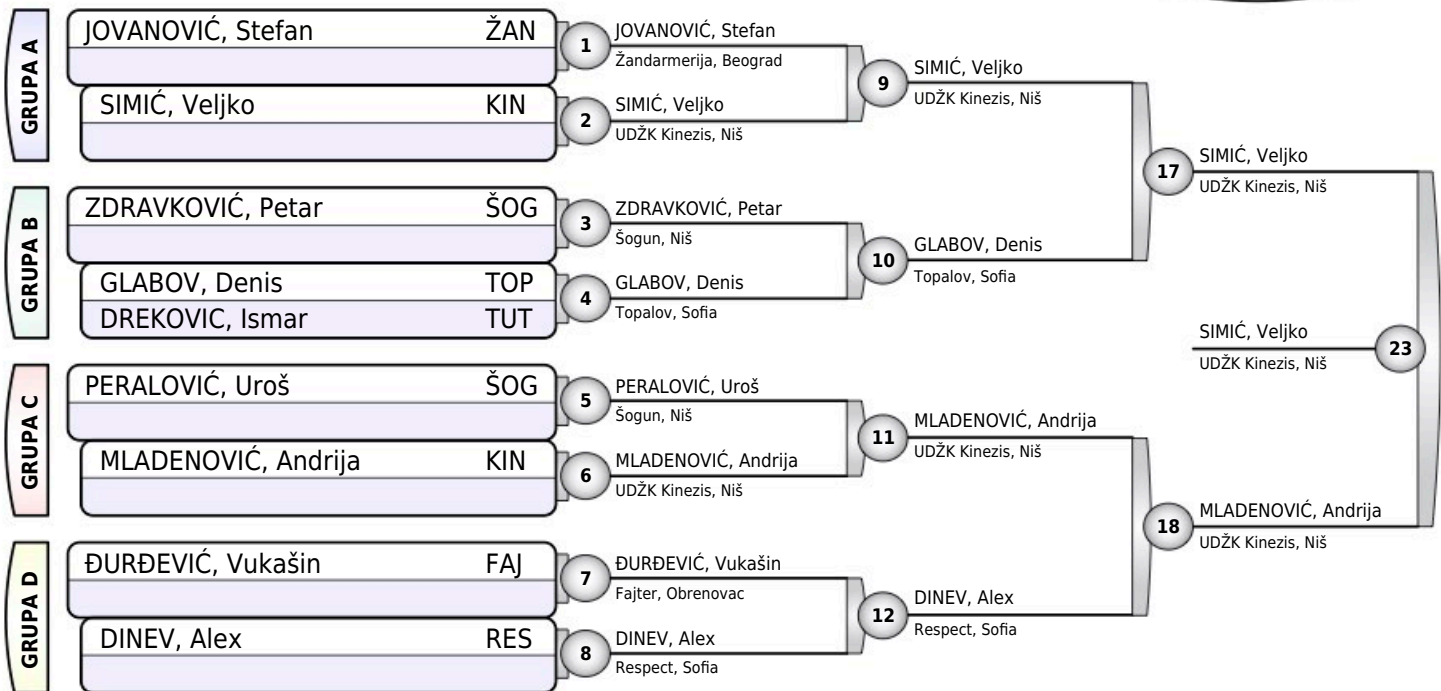 GRUPA A
JOVANOVIĆ, Stefan ŽAN
SIMIĆ, Veljko KIN
GRUPA B
ZDRAVKOVIĆ, Petar ŠOG
GLABOV, Denis TOP
DREKOVIC, Ismar TUT
GRUPA C
PERALOVIĆ, Uroš ŠOG
MLADENOVIĆ, Andrija KIN
GRUPA D
ĐURĐEVIĆ, Vukašin FAJ
DINEV, Alex RES
1
JOVANOVIĆ, Stefan
Žandarmerija, Beograd
2
SIMIĆ, Veljko
UDŽK Kinezis, Niš
3
ZDRAVKOVIĆ, Petar
Šogun, Niš
4
GLABOV, Denis
Topalov, Sofia
5
PERALOVIĆ, Uroš
Šogun, Niš
6
MLADENOVIĆ, Andrija
UDŽK Kinezis, Niš
7
ĐURĐEVIĆ, Vukašin
Fajter, Obrenovac
8
DINEV, Alex
Respect, Sofia
9
SIMIĆ, Veljko
UDŽK Kinezis, Niš
10
GLABOV, Denis
Topalov, Sofia
11
MLADENOVIĆ, Andrija
UDŽK Kinezis, Niš
12
DINEV, Alex
Respect, Sofia
17
SIMIĆ, Veljko
UDŽK Kinezis, Niš
18
MLADENOVIĆ, Andrija
UDŽK Kinezis, Niš
SIMIĆ, Veljko
UDŽK Kinezis, Niš
23